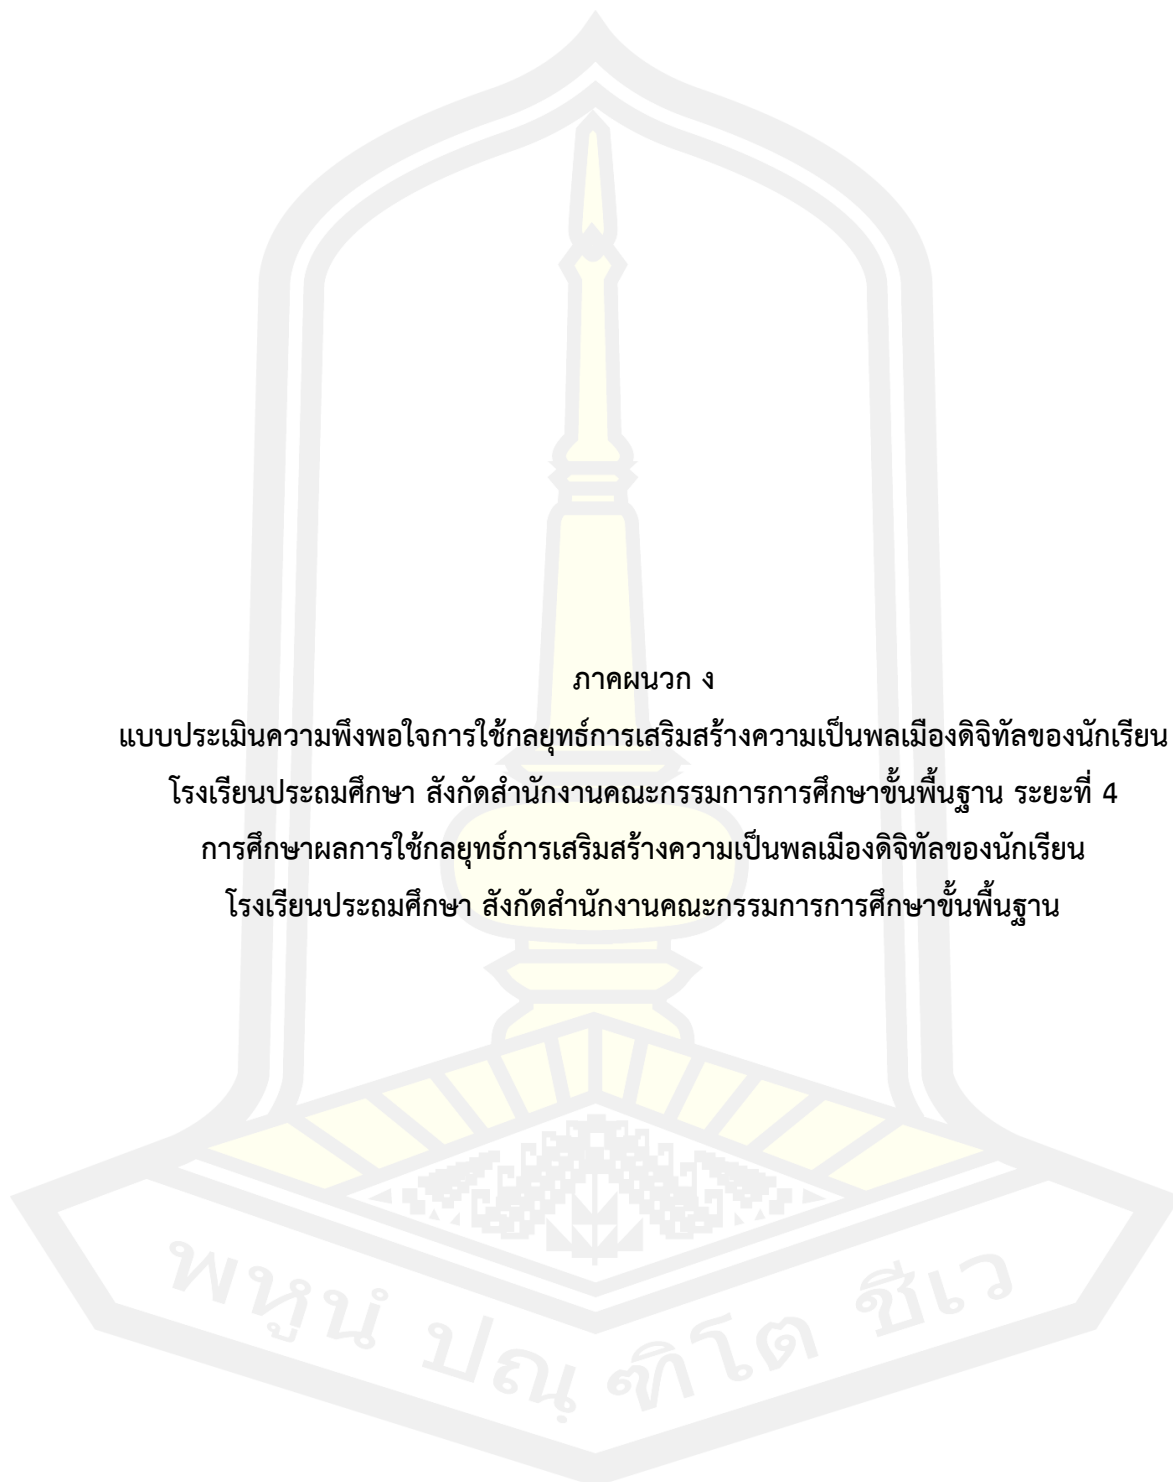 ภาคผนวก ง
แบบประเมินความพึงพอใจการใช้กลยุทธ์การเสริมสร้างความเป็นพลเมืองดิจิทัลของนักเรียน
โรงเรียนประถมศึกษา สังกัดสำนักงานคณะกรรมการการศึกษาขั้นพื้นฐาน ระยะที่ 4
การศึกษาผลการใช้กลยุทธ์การเสริมสร้างความเป็นพลเมืองดิจิทัลของนักเรียน
โรงเรียนประถมศึกษา สังกัดสำนักงานคณะกรรมการการศึกษาขั้นพื้นฐาน
พหูนํ ปณฺ ฑิโต ชีเว